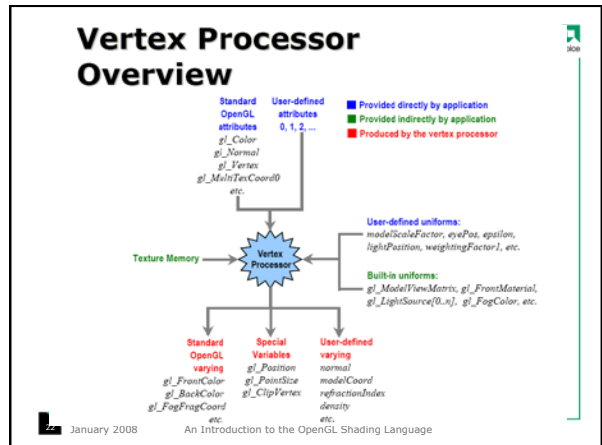 Vertex Processor
Overview
Standard
OpenGL
attributes
gl_Color
gl_Normal
gl_Vertex
gl_MultiTexCoord0
etc.
User-defined
attributes
0, 1, 2, ...
Provided directly by application
Provided indirectly by application
Produced by the vertex processor
User-defined uniforms:
modelScaleFactor, eyePos, epsilon,
lightPosition, weightingFactor1, etc.
Texture Memory
Vertex
Processor
Built-in uniforms:
gl_ModelViewMatrix, gl_FrontMaterial,
gl_LightSource[0..n], gl_FogColor, etc.
Standard
OpenGL
varying
gl_FrontColor
gl_BackColor
gl_FogFragCoord
etc.
Special
Variables
gl_Position
gl_PointSize
gl_ClipVertex
User-defined
varying
normal
modelCoord
refractionIndex
density
etc.
22 January 2008 An Introduction to the OpenGL Shading Language